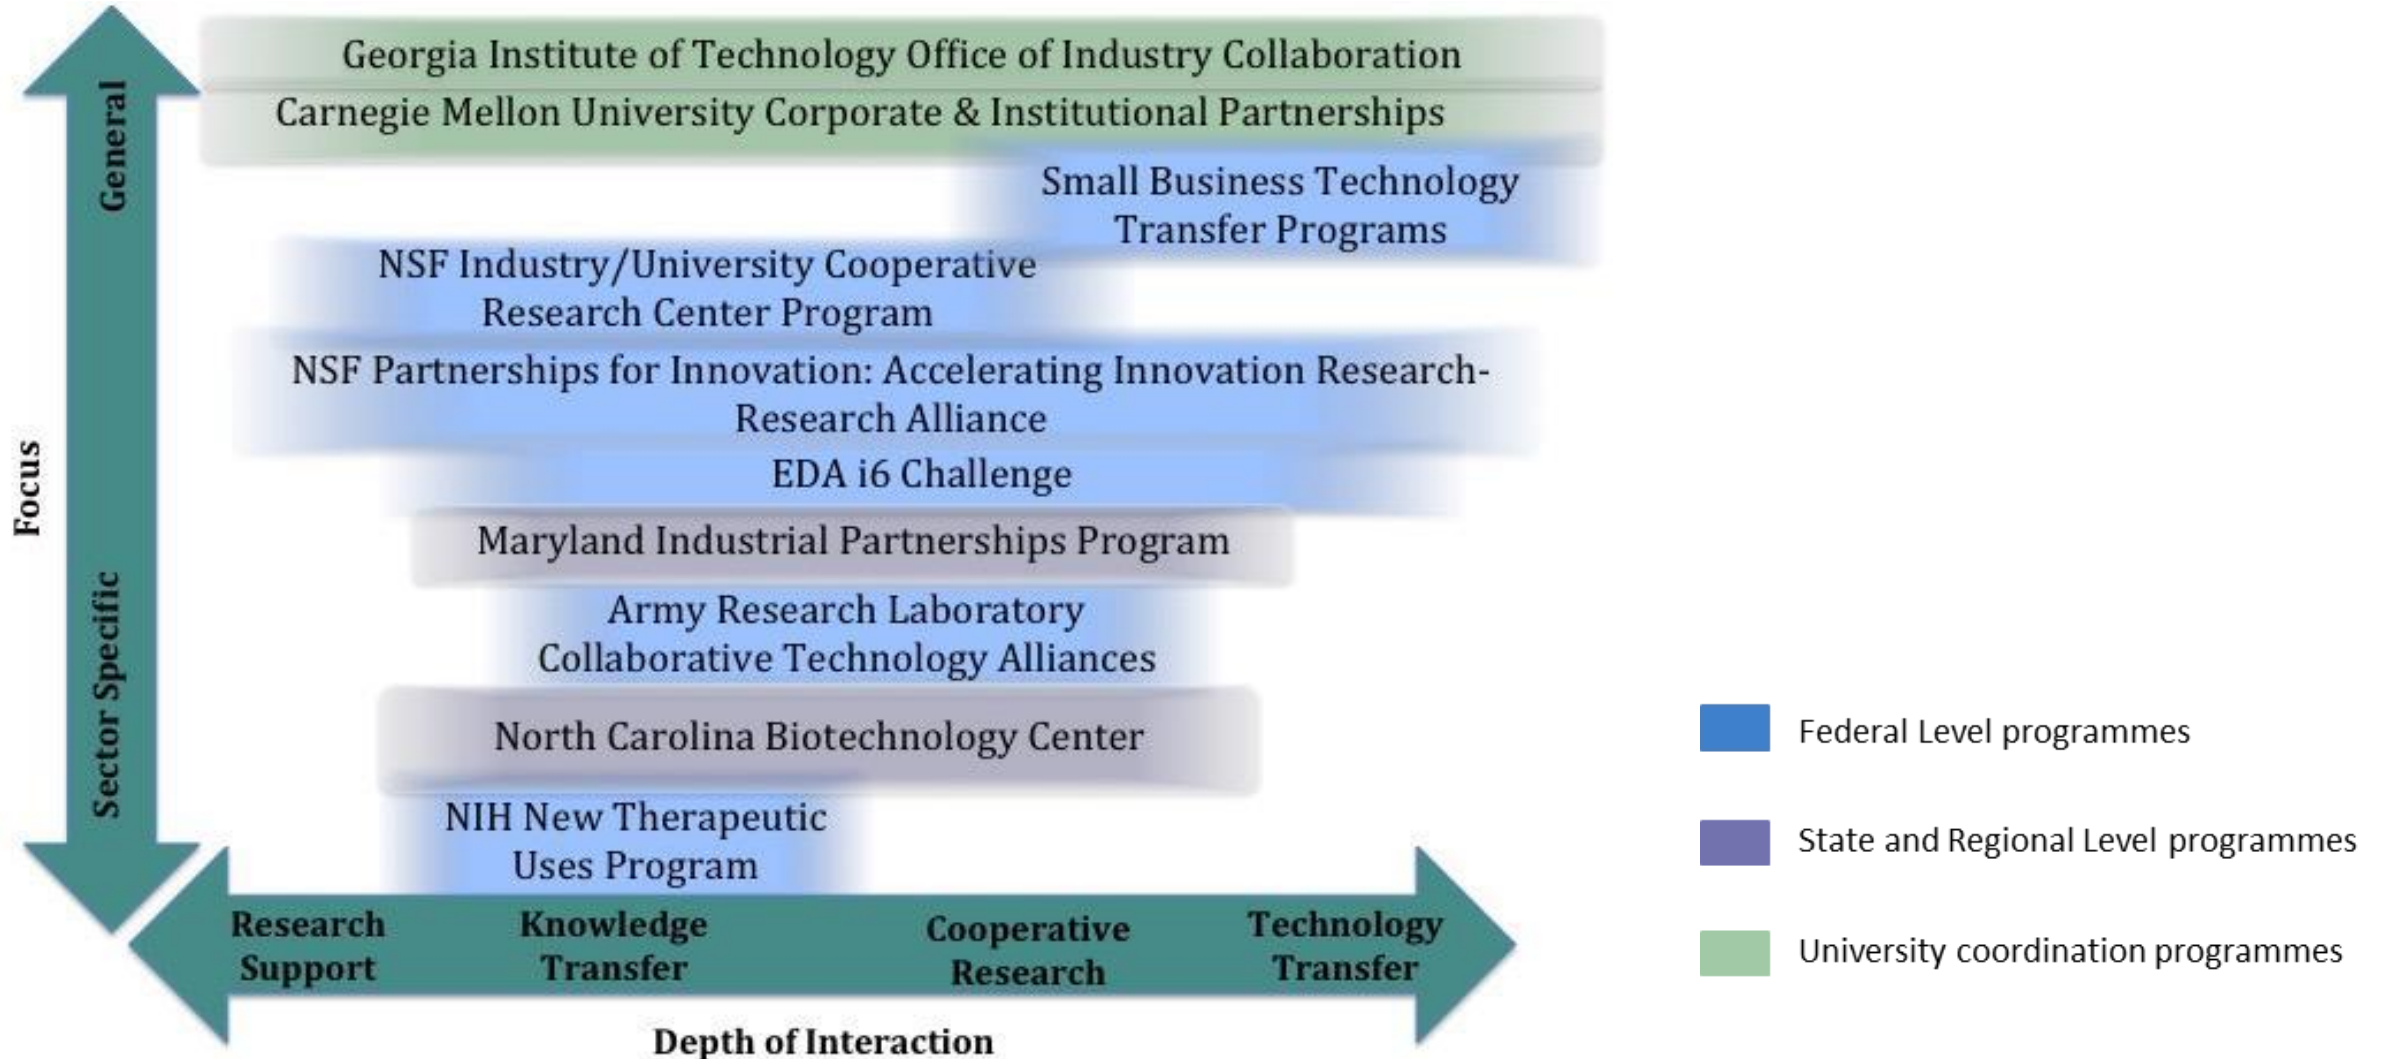 Georgia Institute of Technology Office of Industry Collaboration
Carnegie Mellon University Corporate & Institutional Partnerships
Small Business Technology
Transfer Programs
NSF Industry/University Cooperative
Research Center Program
NSF Partnerships for Innovation: Accelerating Innovation Research-
Research Alliance
EDA i6 Challenge
Maryland Industrial Partnerships Program
Army Research Laboratory
Collaborative Technology Alliances
North Carolina Biotechnology Center
NIH New Therapeutic
Uses Program
General
Focus
Sector Specific
Research
Support
Knowledge
Transfer
Cooperative
Research
Technology
Transfer
Depth of Interaction
Federal Level programmes
State and Regional Level programmes
University coordination programmes